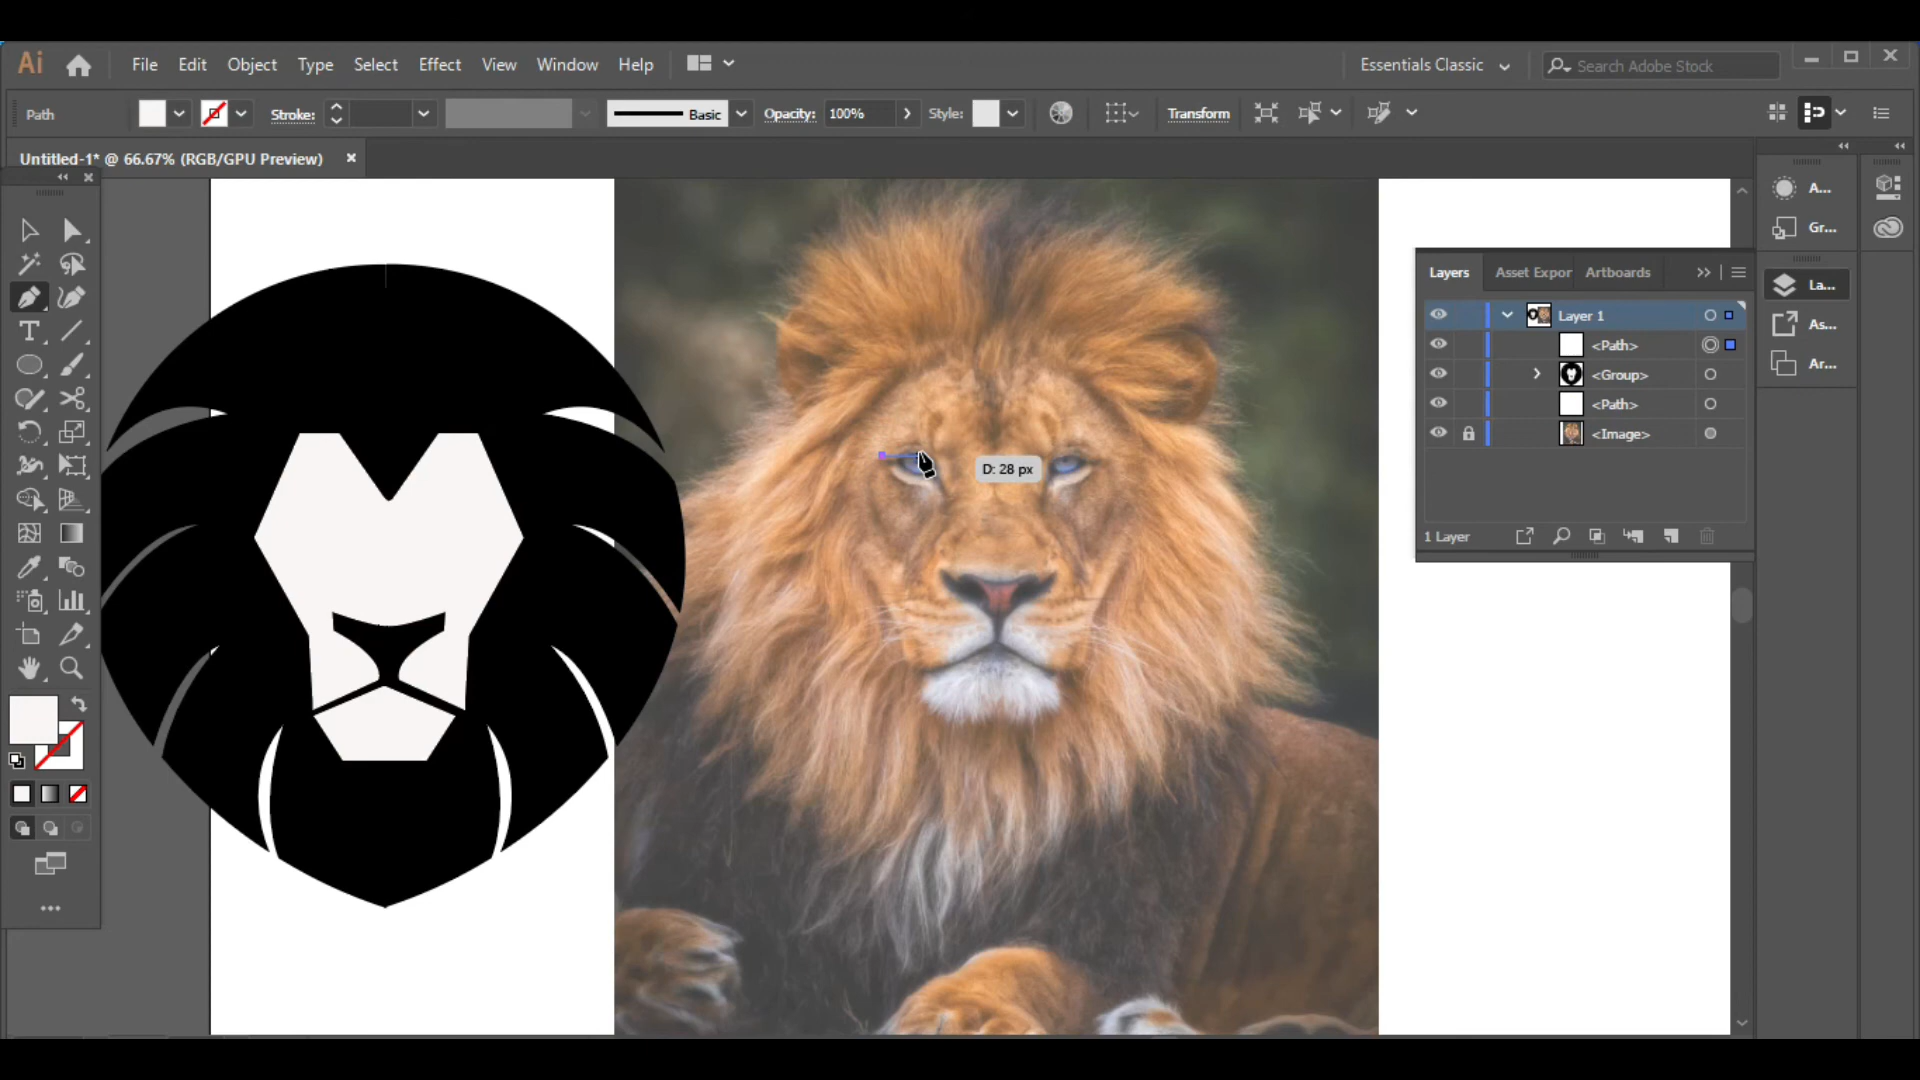 Ai File Edit Object Type Select Effect View Window Help Essentials Classic Search Adobe Stock
Path Stroke: Basic Opacity: 100% Style: Transform
Untitled-1* @ 66.67% (RGB/GPU Preview)
A...
Gr...
La...
As...
Ar...
Layers Asset Expor Artboards
Layer 1
<Path>
<Group>
<Path>
<Image>
1 Layer
D: 28 px
T